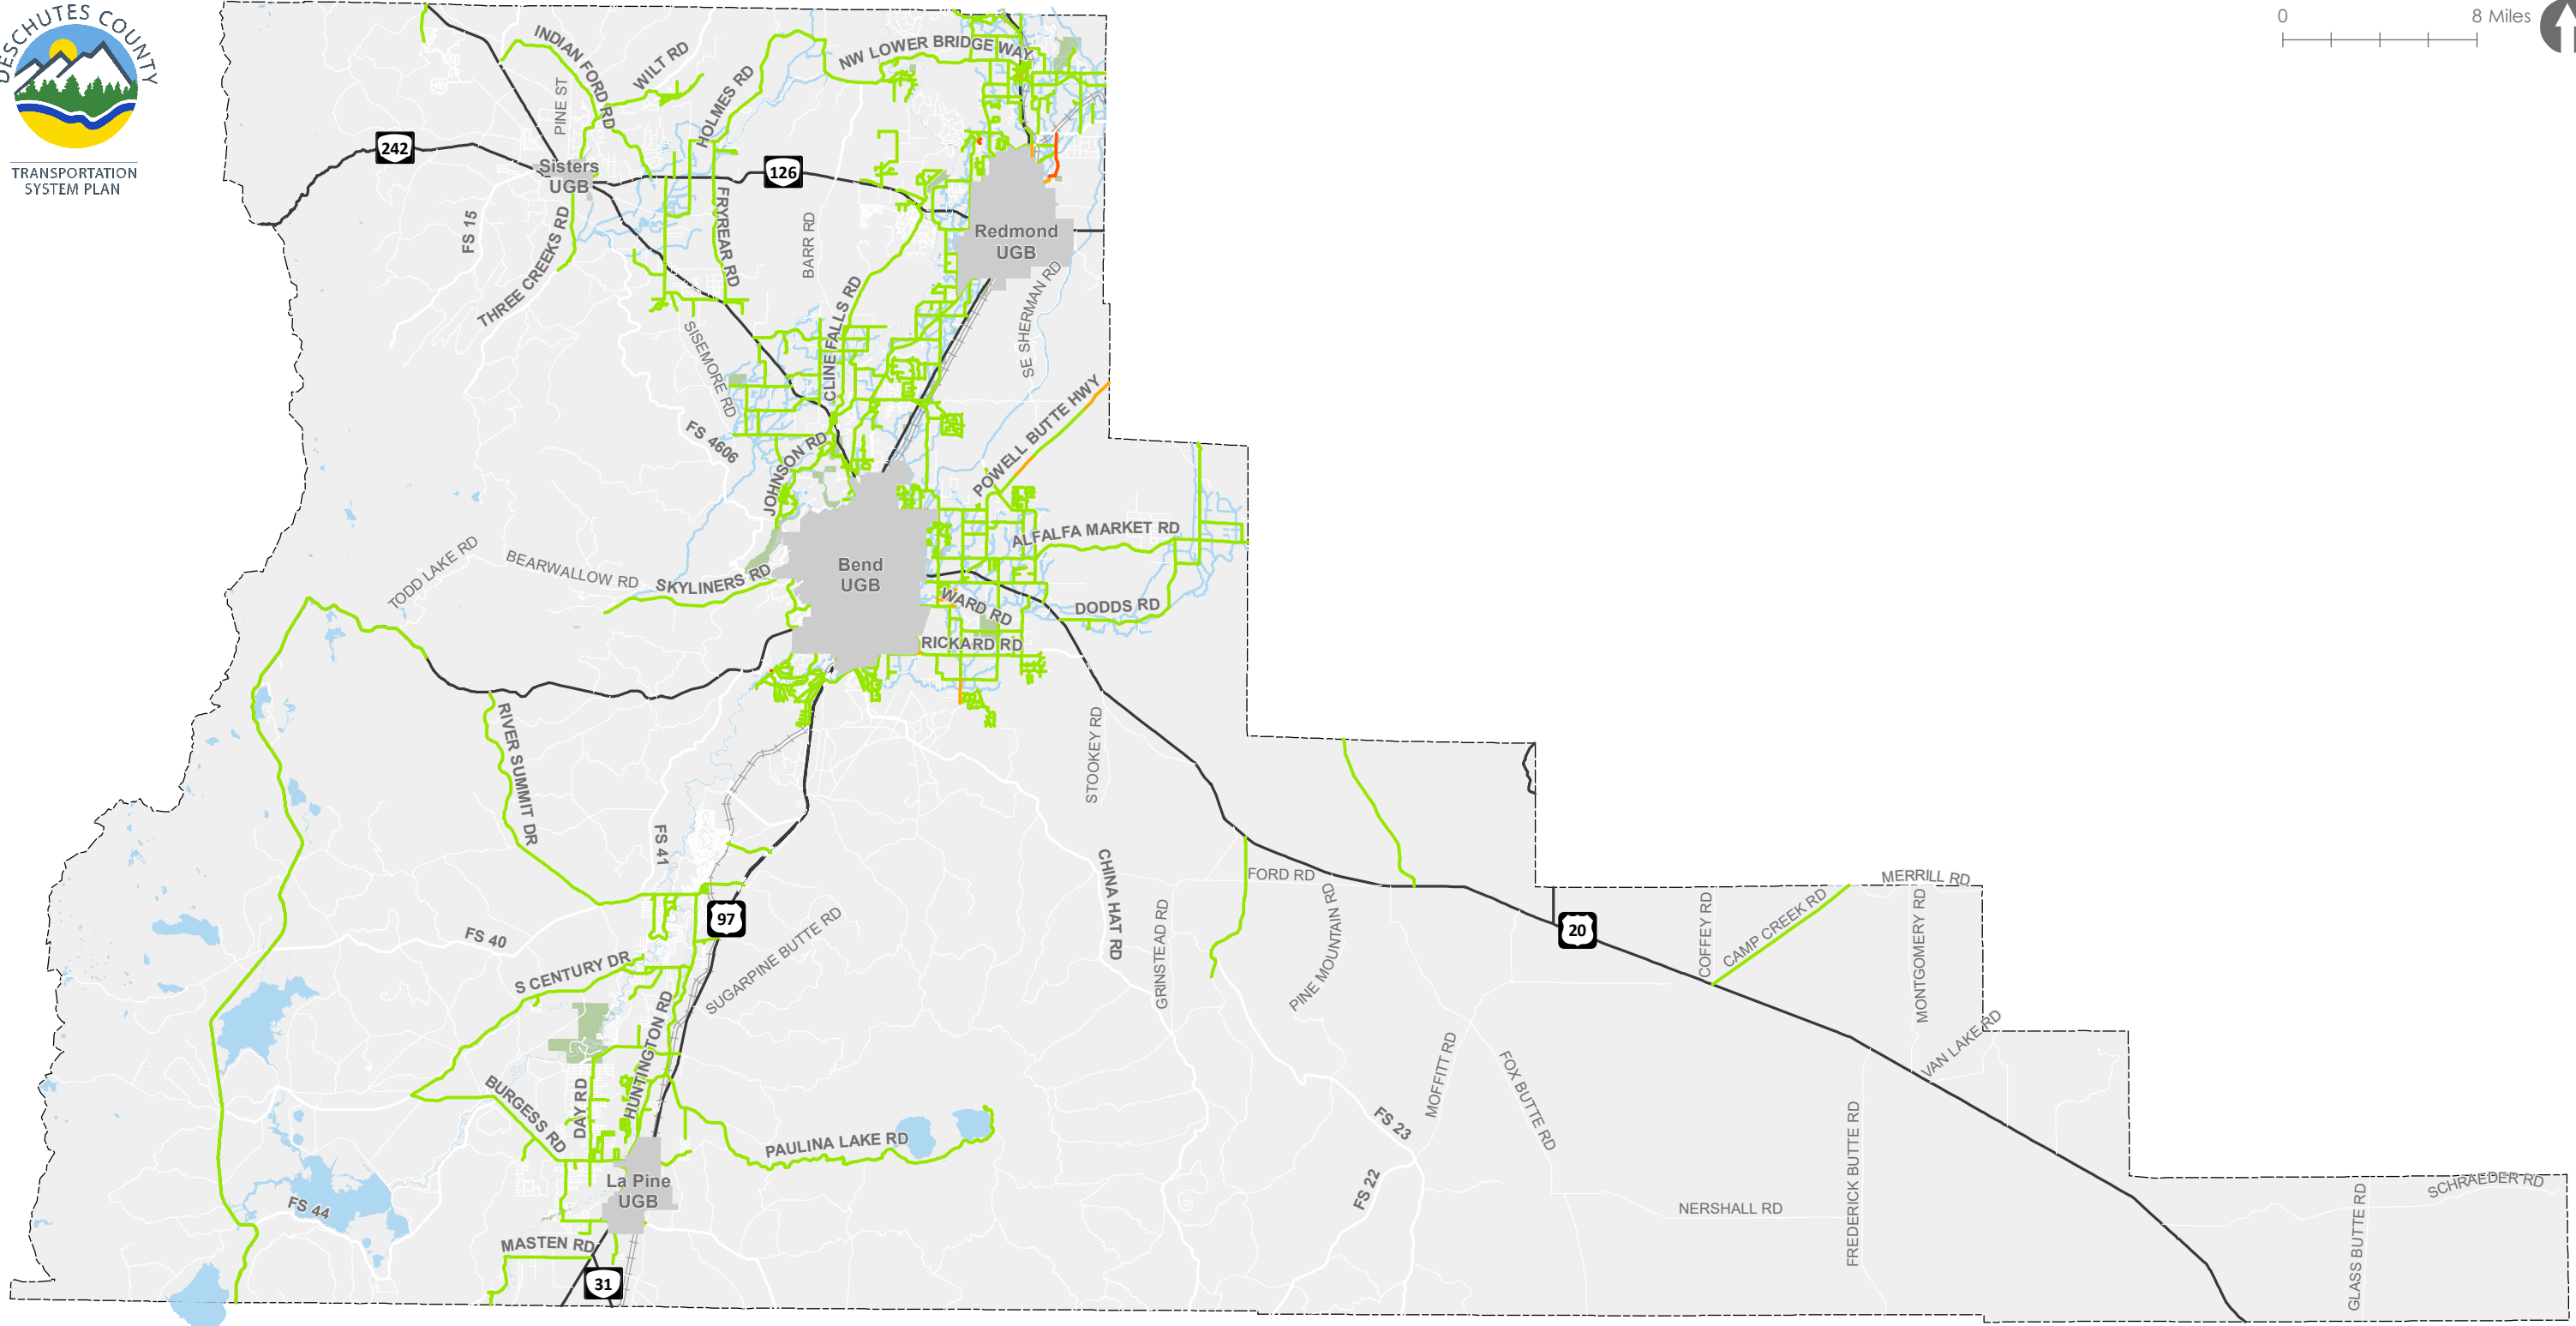 DESCHUTES COUNTY
TRANSPORTATION
SYSTEM PLAN
0
8 Miles
INDIAN FORD RD
WILT RD
NW LOWER BRIDGE WAY
PINE ST
HOLMES RD
242
Sisters
UGB
126
FS 15
THREE CREEKS RD
FRYREAR RD
BARR RD
Redmond
UGB
SE SHERMAN RD
SISEMORE RD
CLINE FALLS RD
POWELL BUTTE HWY
FS 4606
JOHNSON RD
ALFALFA MARKET RD
TODD LAKE RD
BEARWALLOW RD
SKYLINERS RD
Bend
UGB
WARD RD
DODDS RD
RICKARD RD
RIVER SUMMIT DR
STOOKEY RD
FS 41
CHINA HAT RD
FORD RD
PINE MOUNTAIN RD
MERRILL RD
97
GRINSTEAD RD
20
COFFEY RD
CAMP CREEK RD
MONTGOMERY RD
FS 40
SUGARPINE BUTTE RD
S CENTURY DR
HUNTINGTON RD
VAN LAKE RD
MOFFITT RD
FOX BUTTE RD
BURGESS RD
DAY RD
FS 23
PAULINA LAKE RD
FREDERICK BUTTE RD
La Pine
UGB
FS 22
FS 44
NERSHALL RD
SCHRAEDER RD
GLASS BUTTE RD
MASTEN RD
31